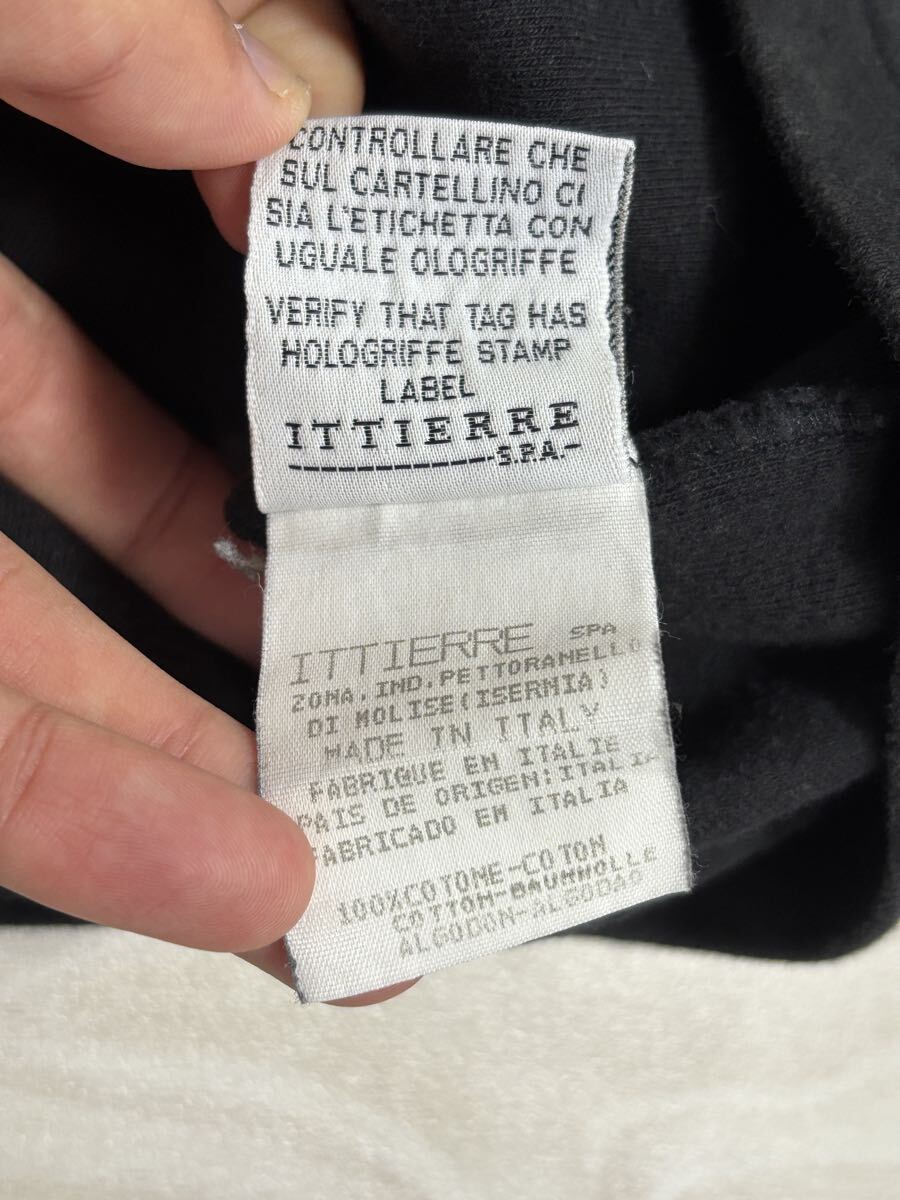 CONTROLLARE CHE
SUL CARTELLINO CI
SIA L'ETICHETTA CON
UGUALE OLOGRIFFE
VERIFY THAT TAG HAS
HOLOGRIFFE STAMP
LABEL
ITTIERRE
S.P.A.
ITTIERRE SPA
ZONA.IND.PETTORANELLO
DI MOLISE(ISERNIA)
MADE IN ITALY
FABRIQUE EN ITALIE
PAIS DE ORIGEN:ITALIA
FABRICADO EN ITALIA
100%COTONE-COTON
COTTON-BAUMWOLLE
ALGODON-ALGODAO